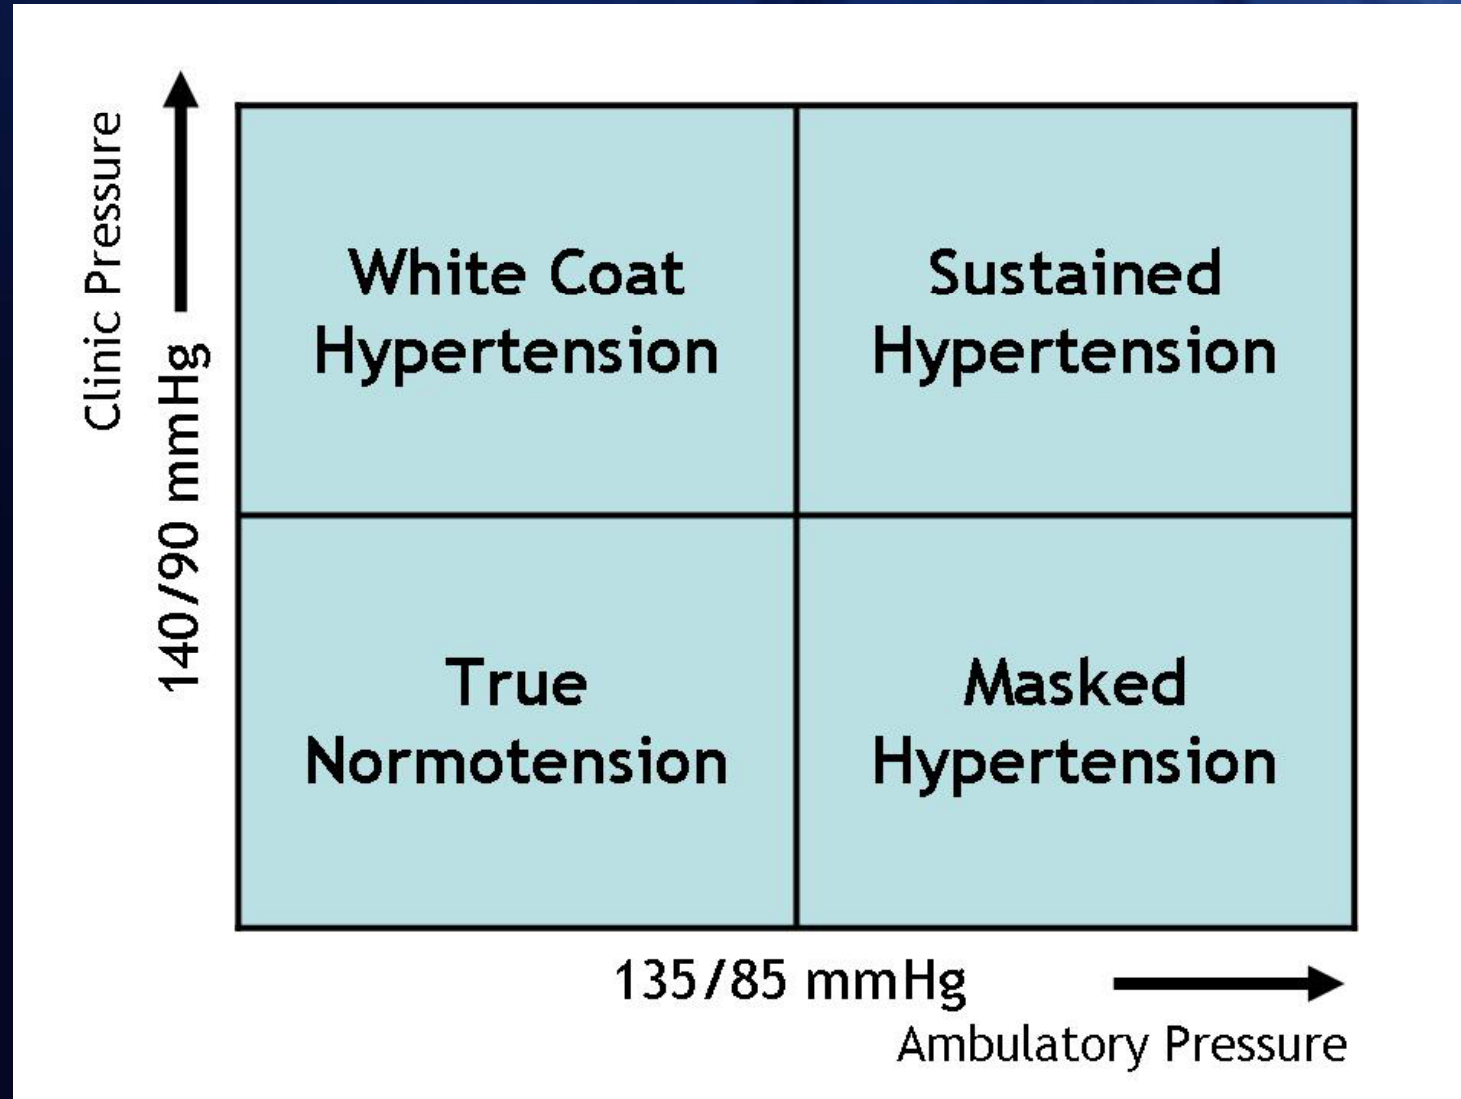 Clinic Pressure
140/90 mmHg
White Coat
Hypertension
Sustained
Hypertension
True
Normotension
Masked
Hypertension
135/85 mmHg
Ambulatory Pressure